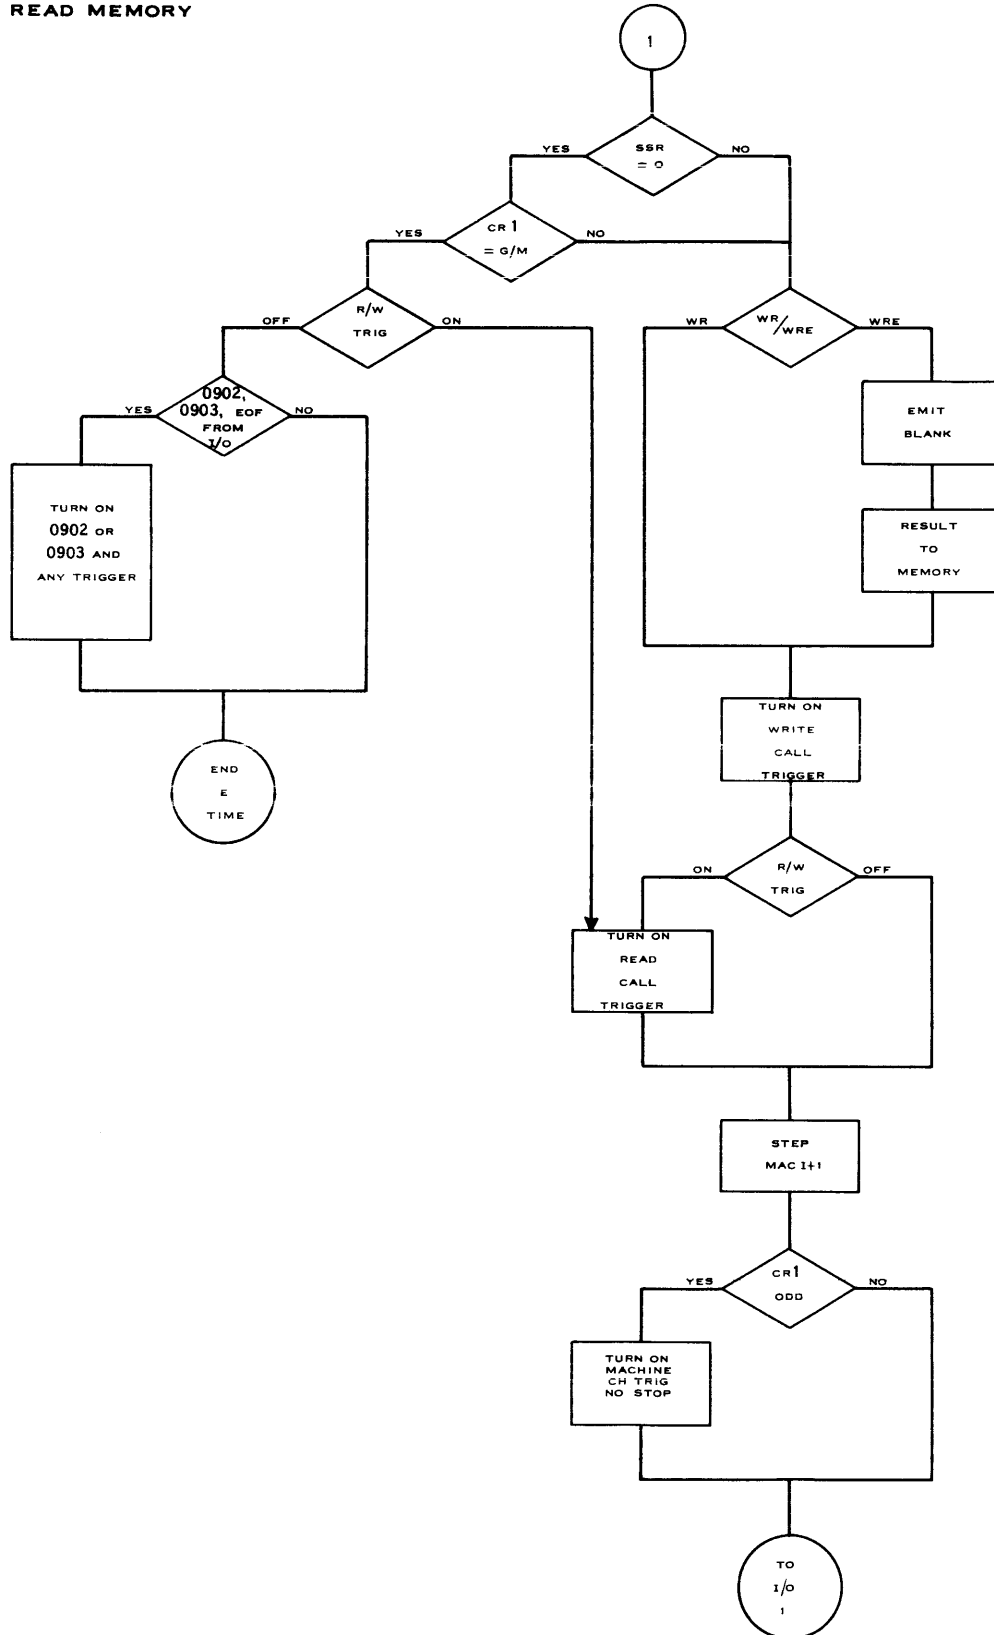 READ MEMORY
1
SSR
= 0
YES
NO
CR 1
= G/M
YES
NO
R/W
TRIG
OFF
ON
WR/WRE
WR
WRE
0902,
0903, EOF
FROM
I/O
YES
NO
EMIT
BLANK
TURN ON
0902 OR
0903 AND
ANY TRIGGER
RESULT
TO
MEMORY
TURN ON
WRITE
CALL
TRIGGER
END
E
TIME
R/W
TRIG
ON
OFF
TURN ON
READ
CALL
TRIGGER
STEP
MAC I+1
CR1
ODD
YES
NO
TURN ON
MACHINE
CH TRIG
NO STOP
TO
I/O
1